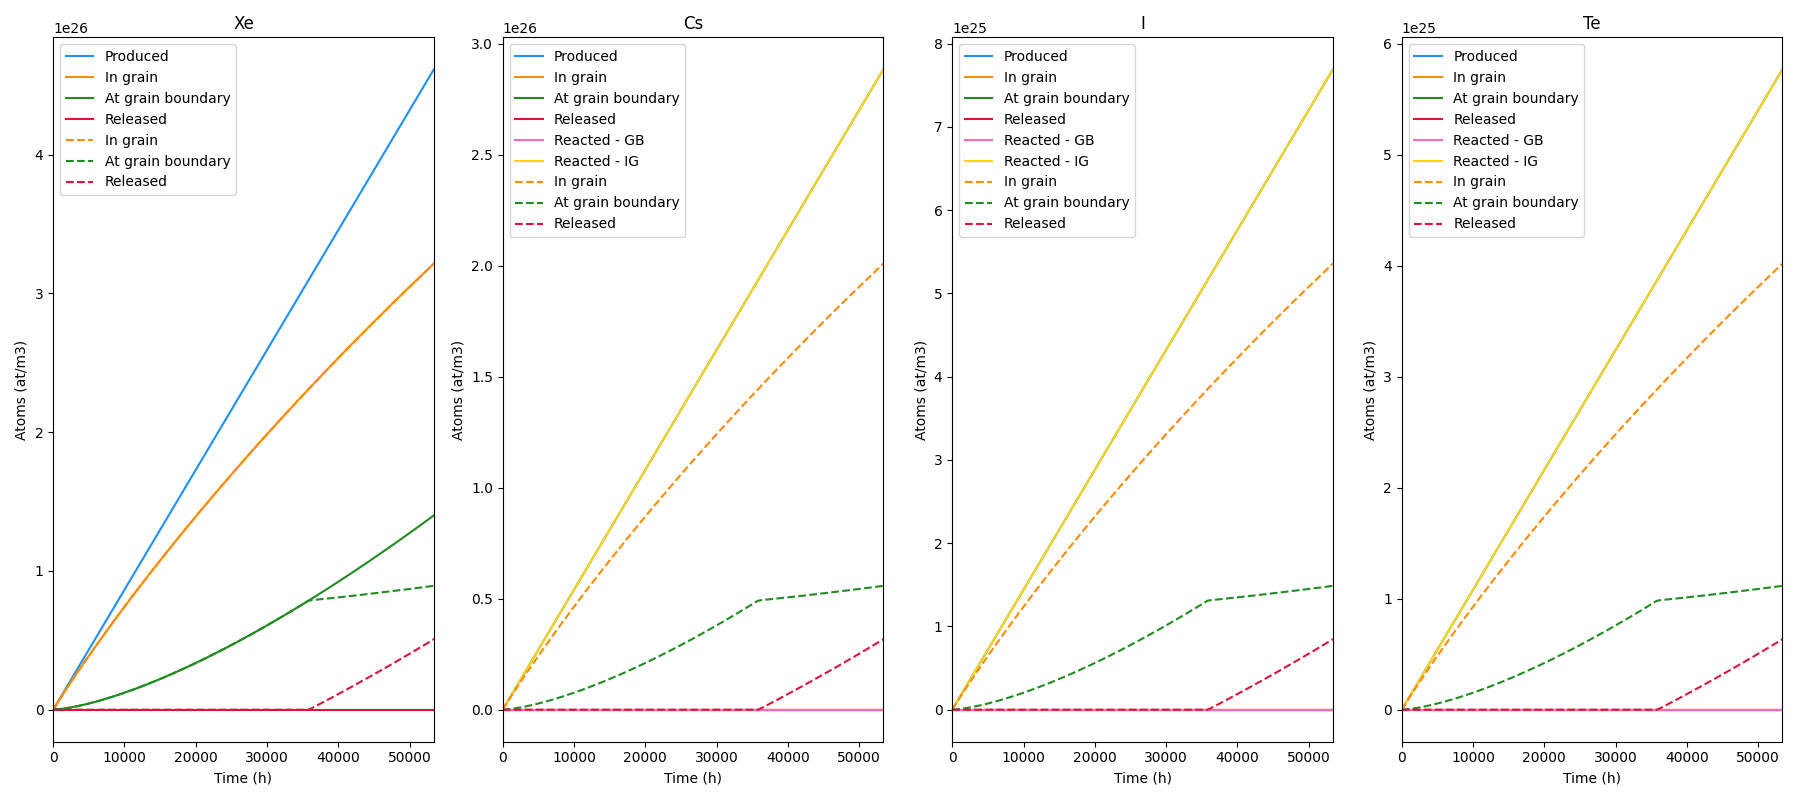 Xe
1e26
Produced
In grain
At grain boundary
Released
In grain
At grain boundary
Released
4
3
2
1
0
Atoms (at/m3)
0 10000 20000 30000 40000 50000
Time (h)
Cs
1e26
Produced
In grain
At grain boundary
Released
Reacted - GB
Reacted - IG
In grain
At grain boundary
Released
3.0
2.5
2.0
1.5
1.0
0.5
0.0
Atoms (at/m3)
0 10000 20000 30000 40000 50000
Time (h)
I
1e25
Produced
In grain
At grain boundary
Released
Reacted - GB
Reacted - IG
In grain
At grain boundary
Released
8
7
6
5
4
3
2
1
0
Atoms (at/m3)
0 10000 20000 30000 40000 50000
Time (h)
Te
1e25
Produced
In grain
At grain boundary
Released
Reacted - GB
Reacted - IG
In grain
At grain boundary
Released
6
5
4
3
2
1
0
Atoms (at/m3)
0 10000 20000 30000 40000 50000
Time (h)